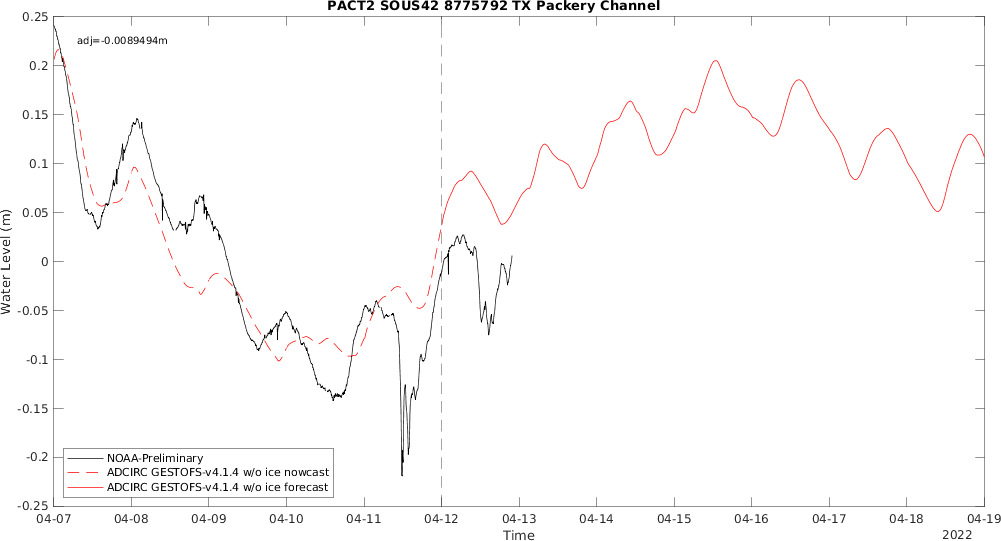 PACT2 SOUS42 8775792 TX Packery Channel
adj=-0.0089494m
0.25
0.2
0.15
0.1
0.05
0
-0.05
-0.1
-0.15
-0.2
-0.25
Water Level (m)
NOAA-Preliminary
ADCIRC GESTOFS-v4.1.4 w/o ice nowcast
ADCIRC GESTOFS-v4.1.4 w/o ice forecast
04-07 04-08 04-09 04-10 04-11 04-12 04-13 04-14 04-15 04-16 04-17 04-18 04-19
Time
2022